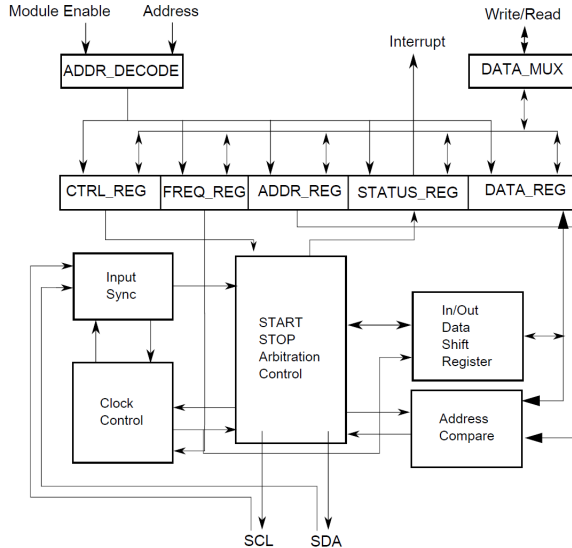 Module Enable
Address
Write/Read
Interrupt
ADDR_DECODE
DATA_MUX
CTRL_REG
FREQ_REG
ADDR_REG
STATUS_REG
DATA_REG
Input
Sync
START
STOP
Arbitration
Control
In/Out
Data
Shift
Register
Clock
Control
Address
Compare
SCL
SDA